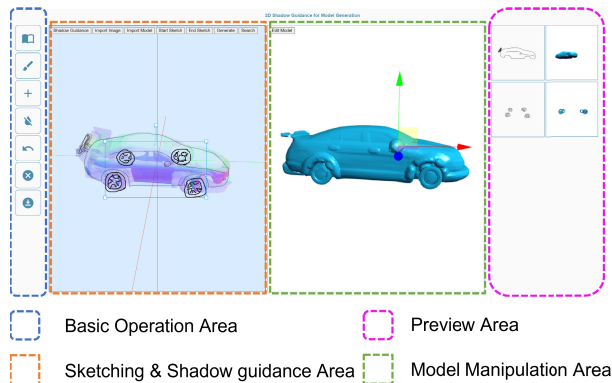 3D Shadow Guidance for Model Generation
Shadow Guidance Import Image Import Model Start Sketch End Sketch Generate Search Edit Model
Basic Operation Area
Preview Area
Sketching & Shadow guidance Area
Model Manipulation Area